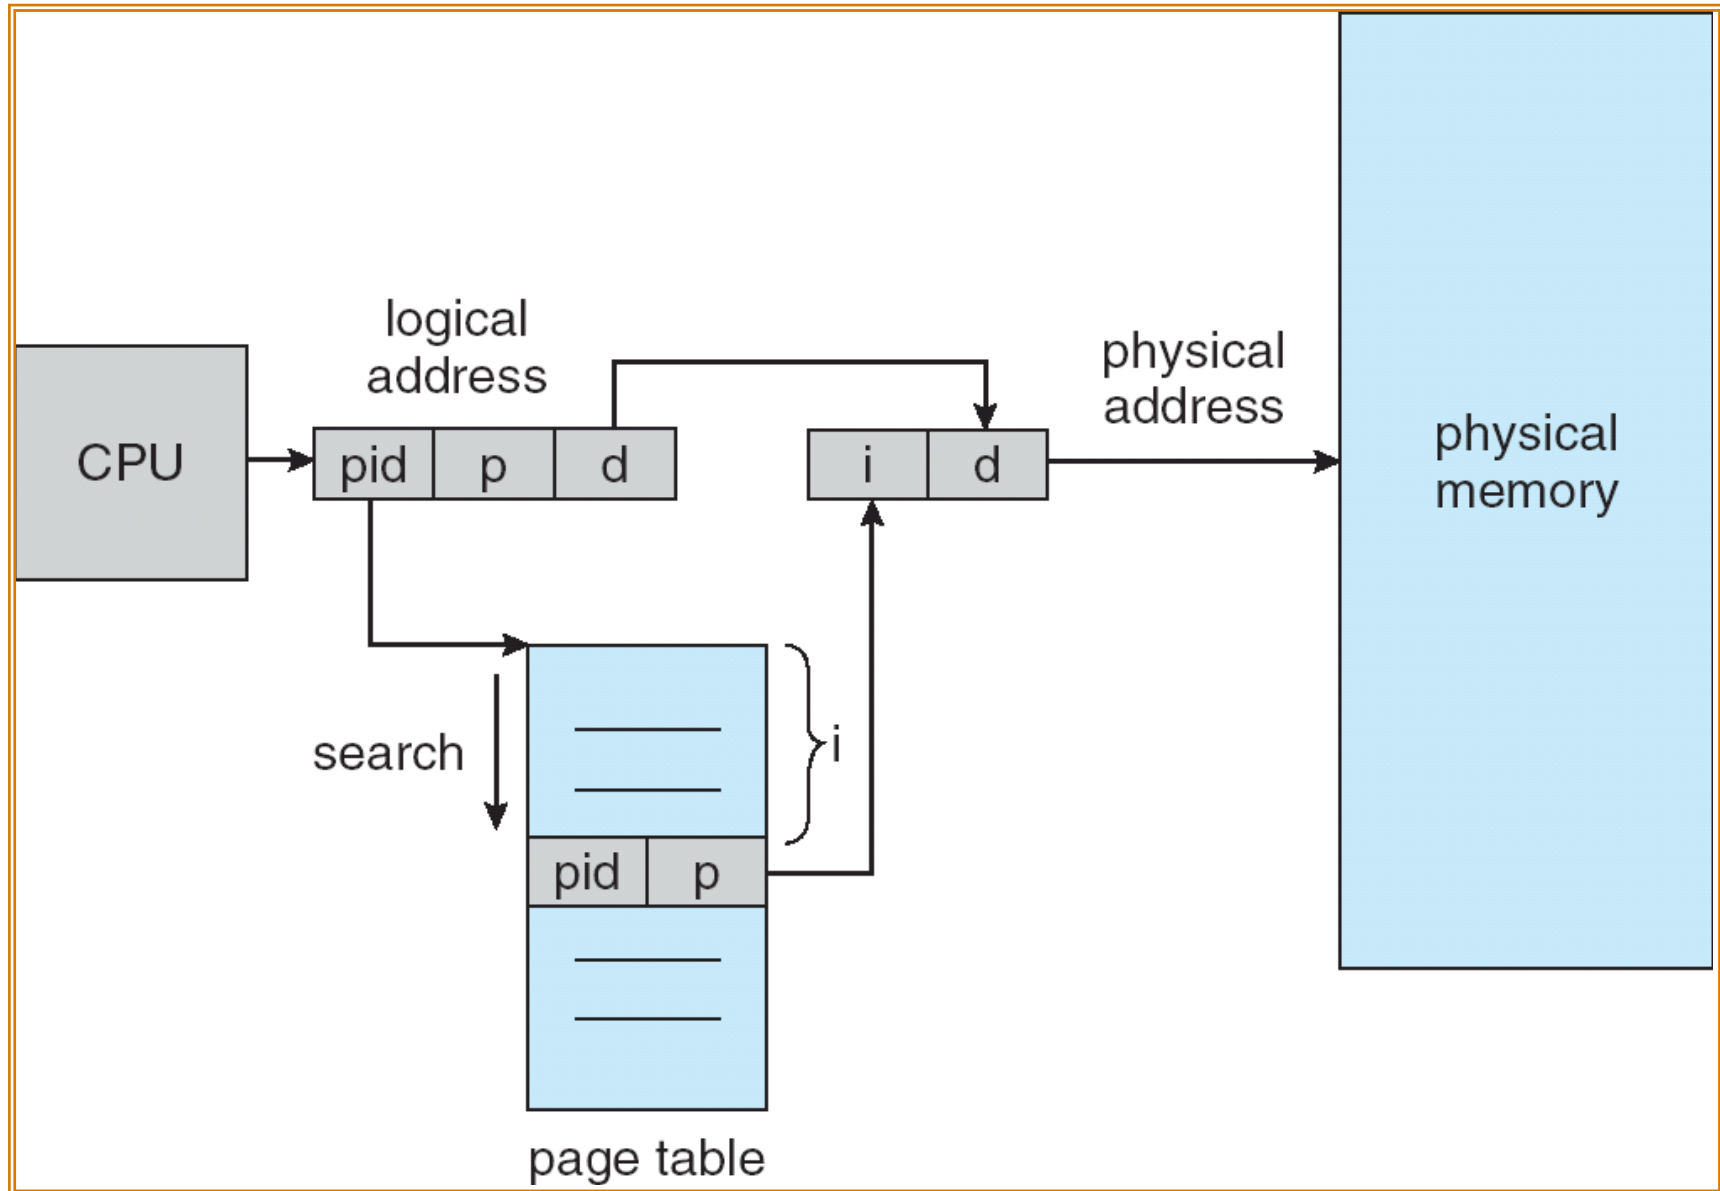 logical
address
physical
address
CPU
pid
p
d
i
d
physical
memory
search
i
pid
p
page table